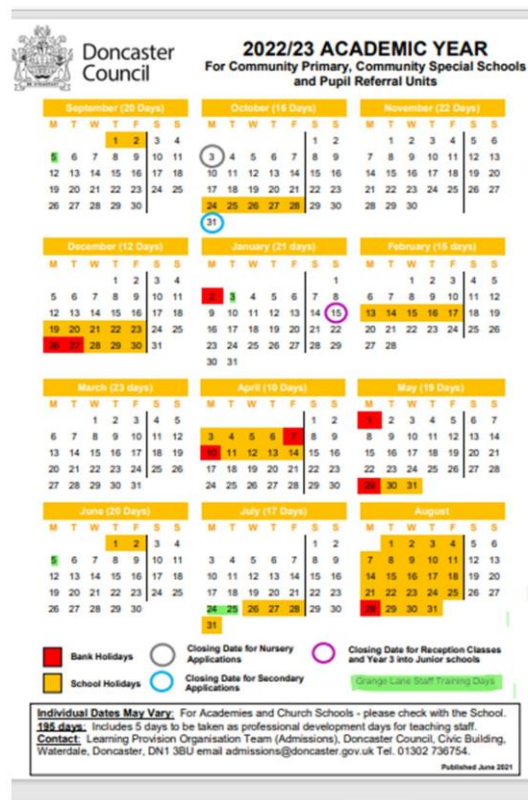 Doncaster
Council
2022/23 ACADEMIC YEAR
For Community Primary, Community Special Schools
and Pupil Referral Units
September (20 Days)
M T W T F S S
1 2 3 4
5 6 7 8 9 10 11
12 13 14 15 16 17 18
19 20 21 22 23 24 25
26 27 28 29 30
October (16 Days)
M T W T F S S
1 2
3 4 5 6 7 8 9
10 11 12 13 14 15 16
17 18 19 20 21 22 23
24 25 26 27 28 29 30
31
November (22 Days)
M T W T F S S
1 2 3 4 5 6
7 8 9 10 11 12 13
14 15 16 17 18 19 20
21 22 23 24 25 26 27
28 29 30
December (12 Days)
M T W T F S S
1 2 3 4
5 6 7 8 9 10 11
12 13 14 15 16 17 18
19 20 21 22 23 24 25
26 27 28 29 30 31
January (21 days)
M T W T F S S
1
2 3 4 5 6 7 8
9 10 11 12 13 14 15
16 17 18 19 20 21 22
23 24 25 26 27 28 29
30 31
February (15 days)
M T W T F S S
1 2 3 4 5
6 7 8 9 10 11 12
13 14 15 16 17 18 19
20 21 22 23 24 25 26
27 28
March (23 days)
M T W T F S S
1 2 3 4 5
6 7 8 9 10 11 12
13 14 15 16 17 18 19
20 21 22 23 24 25 26
27 28 29 30 31
April (10 Days)
M T W T F S S
1 2
3 4 5 6 7 8 9
10 11 12 13 14 15 16
17 18 19 20 21 22 23
24 25 26 27 28 29 30
May (19 Days)
M T W T F S S
1 2 3 4 5 6 7
8 9 10 11 12 13 14
15 16 17 18 19 20 21
22 23 24 25 26 27 28
29 30 31
June (20 Days)
M T W T F S S
1 2 3 4
5 6 7 8 9 10 11
12 13 14 15 16 17 18
19 20 21 22 23 24 25
26 27 28 29 30
July (17 Days)
M T W T F S S
1 2
3 4 5 6 7 8 9
10 11 12 13 14 15 16
17 18 19 20 21 22 23
24 25 26 27 28 29 30
31
August
M T W T F S S
1 2 3 4 5 6
7 8 9 10 11 12 13
14 15 16 17 18 19 20
21 22 23 24 25 26 27
28 29 30 31
Bank Holidays
Closing Date for Nursery
Applications
Closing Date for Reception Classes
and Year 3 into Junior schools
School Holidays
Closing Date for Secondary
Applications
Grange Lane Staff Training Days
Individual Dates May Vary: For Academies and Church Schools - please check with the School.
195 days: Includes 5 days to be taken as professional development days for teaching staff.
Contact: Learning Provision Organisation Team (Admissions), Doncaster Council, Civic Building,
Waterdale, Doncaster, DN1 3BU email admissions@doncaster.gov.uk Tel. 01302 736754.
Published June 2021